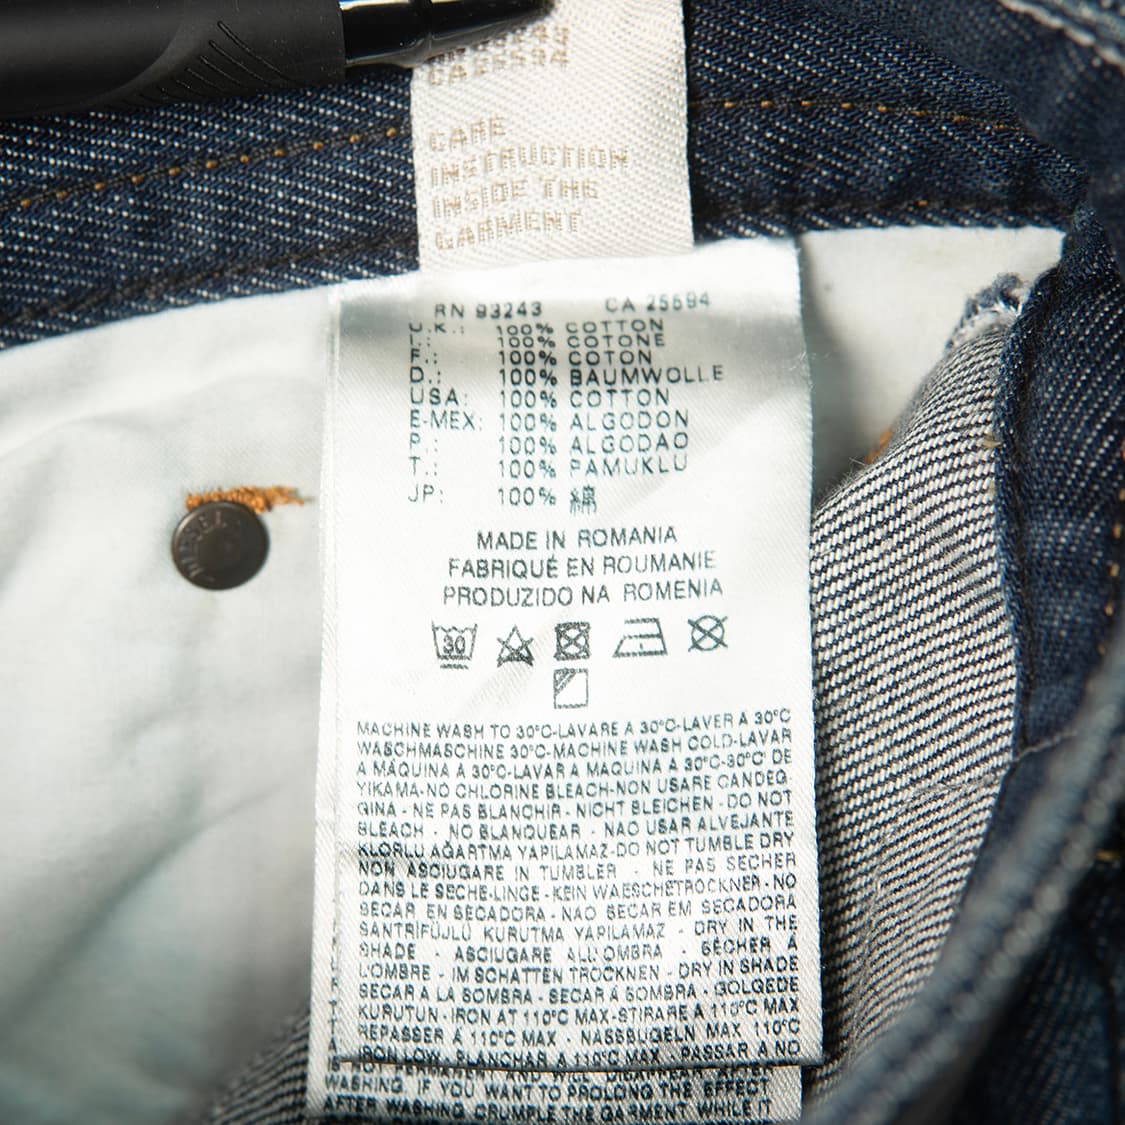 CA 25594
CARE
INSTRUCTION
INSIDE THE
GARMENT
RN 93243 CA 25594
U.K.: 100% COTTON
I.: 100% COTONE
F.: 100% COTON
D.: 100% BAUMWOLLE
USA: 100% COTTON
E-MEX: 100% ALGODON
P.: 100% ALGODAO
T.: 100% PAMUKLU
JP: 100% 綿
MADE IN ROMANIA
FABRIQUÉ EN ROUMANIE
PRODUZIDO NA ROMENIA
30
DIESEL
MACHINE WASH TO 30°C-LAVARE A 30°C-LAVER A 30°C
WASCHMASCHINE 30°C-MACHINE WASH COLD-LAVAR
A MÁQUINA A 30°C-LAVAR A MAQUINA A 30°C-30°C' DE
YIKAMA-NO CHLORINE BLEACH-NON USARE CANDEG-
GINA - NE PAS BLANCHIR - NICHT BLEICHEN - DO NOT
BLEACH - NO BLANQUEAR - NAO USAR ALVEJANTE
KLORLU AĞARTMA YAPILAMAZ-DO NOT TUMBLE DRY
NON ASCIUGARE IN TUMBLER - NE PAS SECHER
DANS LE SECHE-LINGE - KEIN WAESCHETROCKNER - NO
SECAR EN SECADORA - NAO SECAR EM SECADORA
SANTRİFÜJLÜ KURUTMA YAPILAMAZ - DRY IN THE
SHADE - ASCIUGARE ALL'OMBRA - SÉCHER À
L'OMBRE - IM SCHATTEN TROCKNEN - DRY IN SHADE
SECAR A LA SOMBRA - SECAR Á SOMBRA - GOLGEDE
KURUTUN - IRON AT 110°C MAX-STIRARE A 110°C MAX
REPASSER À 110°C MAX - NASSBUGELN MAX 110°C
IRON LOW - PLANCHAR A 110°C MAX - PASSAR A NO
WASHING. IF YOU WANT TO PROLONG THE EFFECT
AFTER WASHING CRUMPLE THE GARMENT WHILE IT